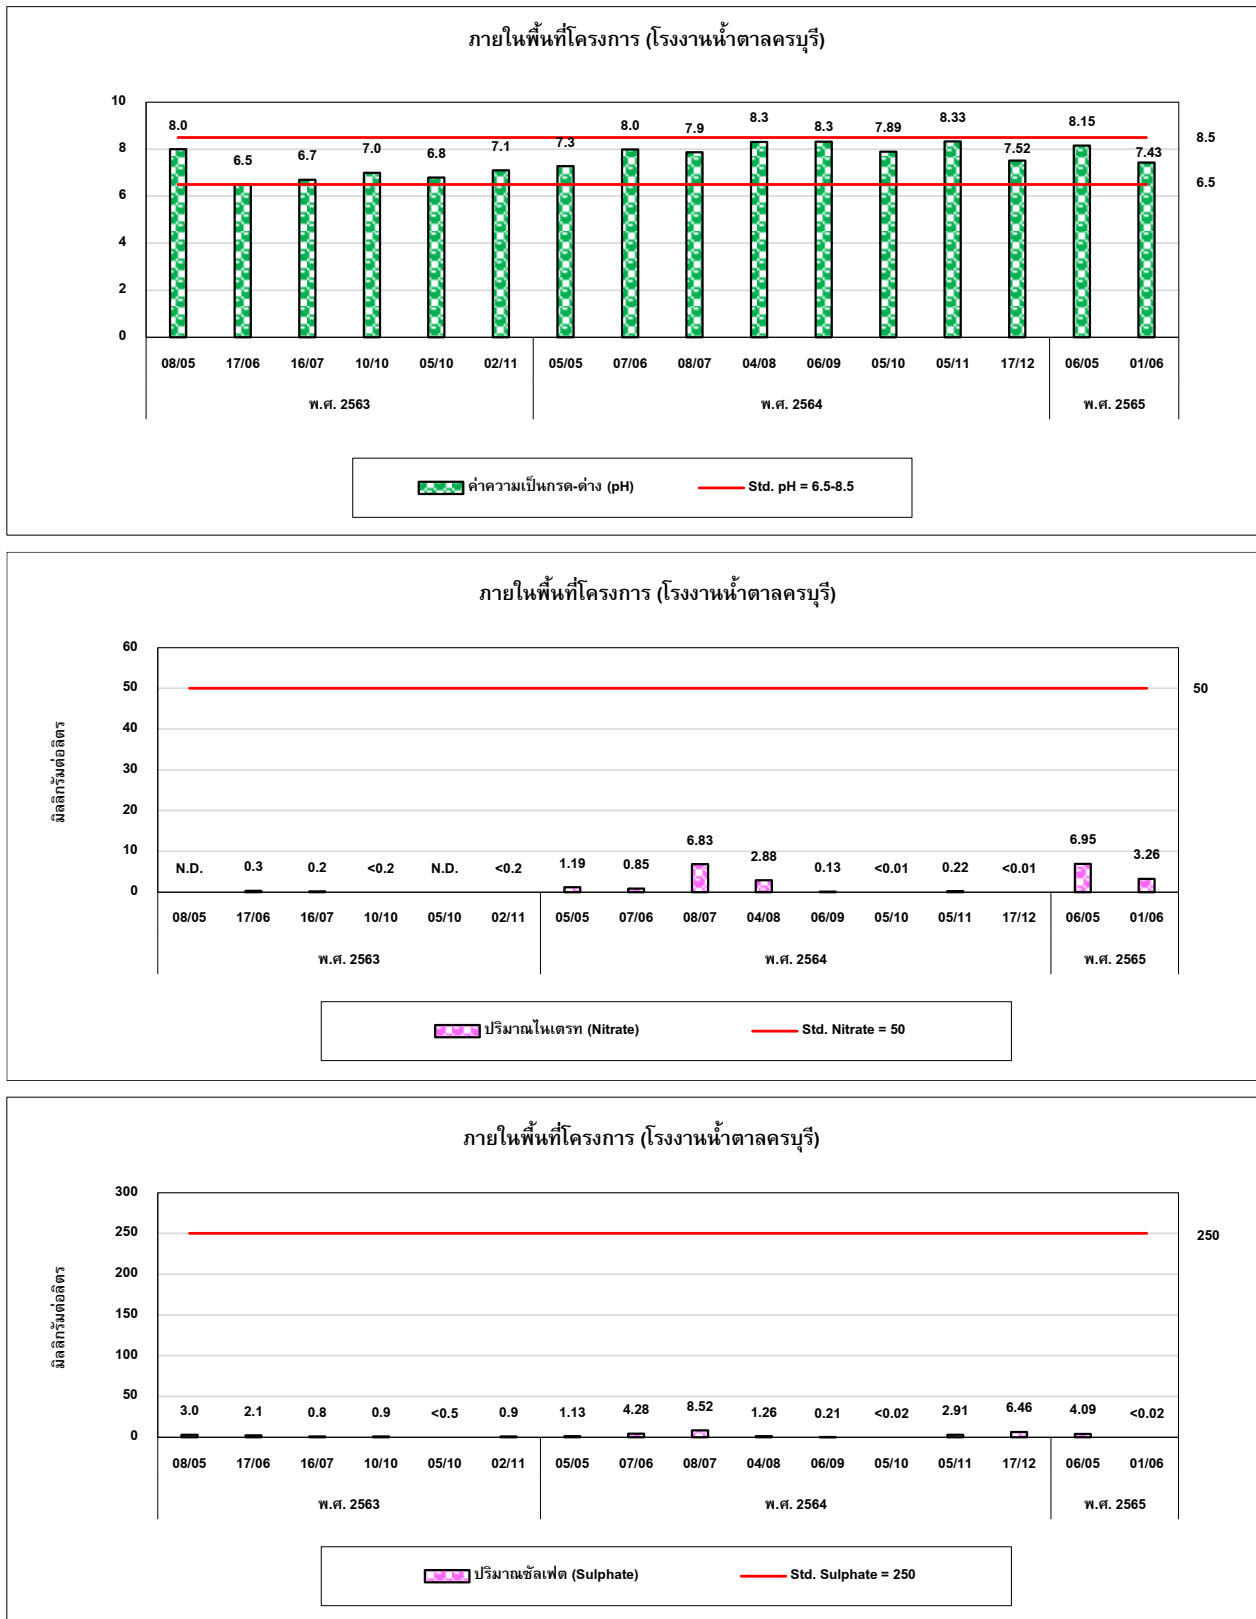 ภายในพื้นที่โครงการ (โรงงานน้ำตาลครบุรี)
10
8
6
4
2
0
8.0 6.5 6.7 7.0 6.8 7.1 7.3 8.0 7.9 8.3 8.3 7.89 8.33 7.52 8.15 7.43
8.5
6.5
08/05 17/06 16/07 10/10 05/10 02/11 05/05 07/06 08/07 04/08 06/09 05/10 05/11 17/12 06/05 01/06
พ.ศ. 2563 พ.ศ. 2564 พ.ศ. 2565
ค่าความเป็นกรด-ด่าง (pH) Std. pH = 6.5-8.5
ภายในพื้นที่โครงการ (โรงงานน้ำตาลครบุรี)
มิลลิกรัมต่อลิตร
60
50
40
30
20
10
0
50
N.D. 0.3 0.2 <0.2 N.D. <0.2 1.19 0.85 6.83 2.88 0.13 <0.01 0.22 <0.01 6.95 3.26
08/05 17/06 16/07 10/10 05/10 02/11 05/05 07/06 08/07 04/08 06/09 05/10 05/11 17/12 06/05 01/06
พ.ศ. 2563 พ.ศ. 2564 พ.ศ. 2565
ปริมาณไนเตรท (Nitrate) Std. Nitrate = 50
ภายในพื้นที่โครงการ (โรงงานน้ำตาลครบุรี)
มิลลิกรัมต่อลิตร
300
250
200
150
100
50
0
250
3.0 2.1 0.8 0.9 <0.5 0.9 1.13 4.28 8.52 1.26 0.21 <0.02 2.91 6.46 4.09 <0.02
08/05 17/06 16/07 10/10 05/10 02/11 05/05 07/06 08/07 04/08 06/09 05/10 05/11 17/12 06/05 01/06
พ.ศ. 2563 พ.ศ. 2564 พ.ศ. 2565
ปริมาณซัลเฟต (Sulphate) Std. Sulphate = 250